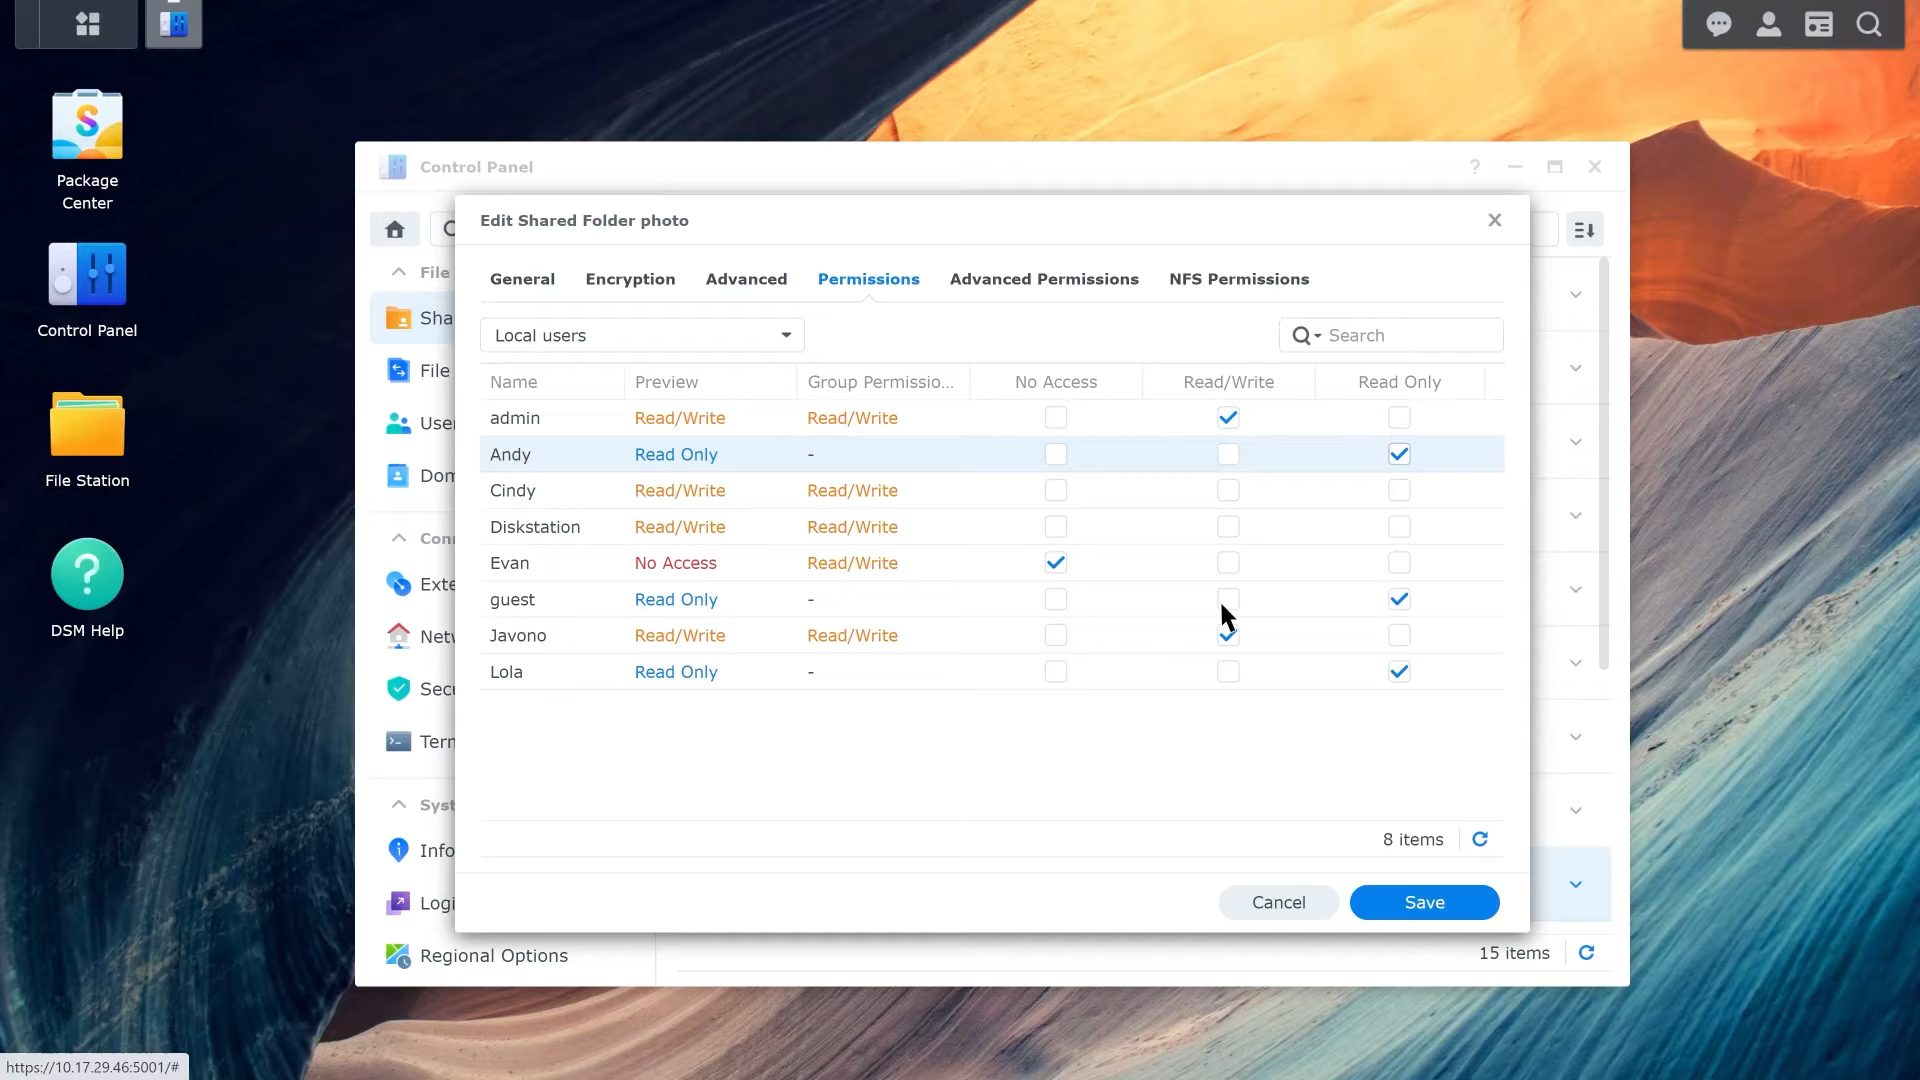 Package
Center
Control Panel
File Station
DSM Help
Control Panel
Edit Shared Folder photo
General Encryption Advanced Permissions Advanced Permissions NFS Permissions
Local users
Search
Name Preview Group Permissio... No Access Read/Write Read Only
admin Read/Write Read/Write
Andy Read Only -
Cindy Read/Write Read/Write
Diskstation Read/Write Read/Write
Evan No Access Read/Write
guest Read Only -
Javono Read/Write Read/Write
Lola Read Only -
8 items
Cancel Save
File
Sha
File
Use
Dom
Con
Exte
Netw
Secu
Term
Syst
Info
Logi
Regional Options
15 items
https://10.17.29.46:5001/#